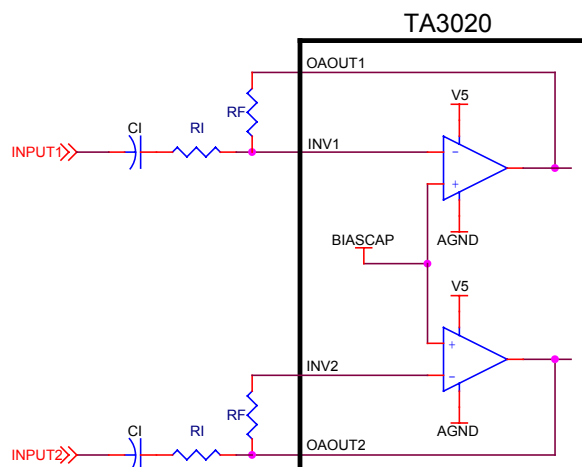 TA3020
OAOUT1
V5
CI
RI
RF
INPUT1
INV1
-
+
BIASCAP
AGND
V5
+
INV2
-
RF
AGND
CI
RI
OAOUT2
INPUT2